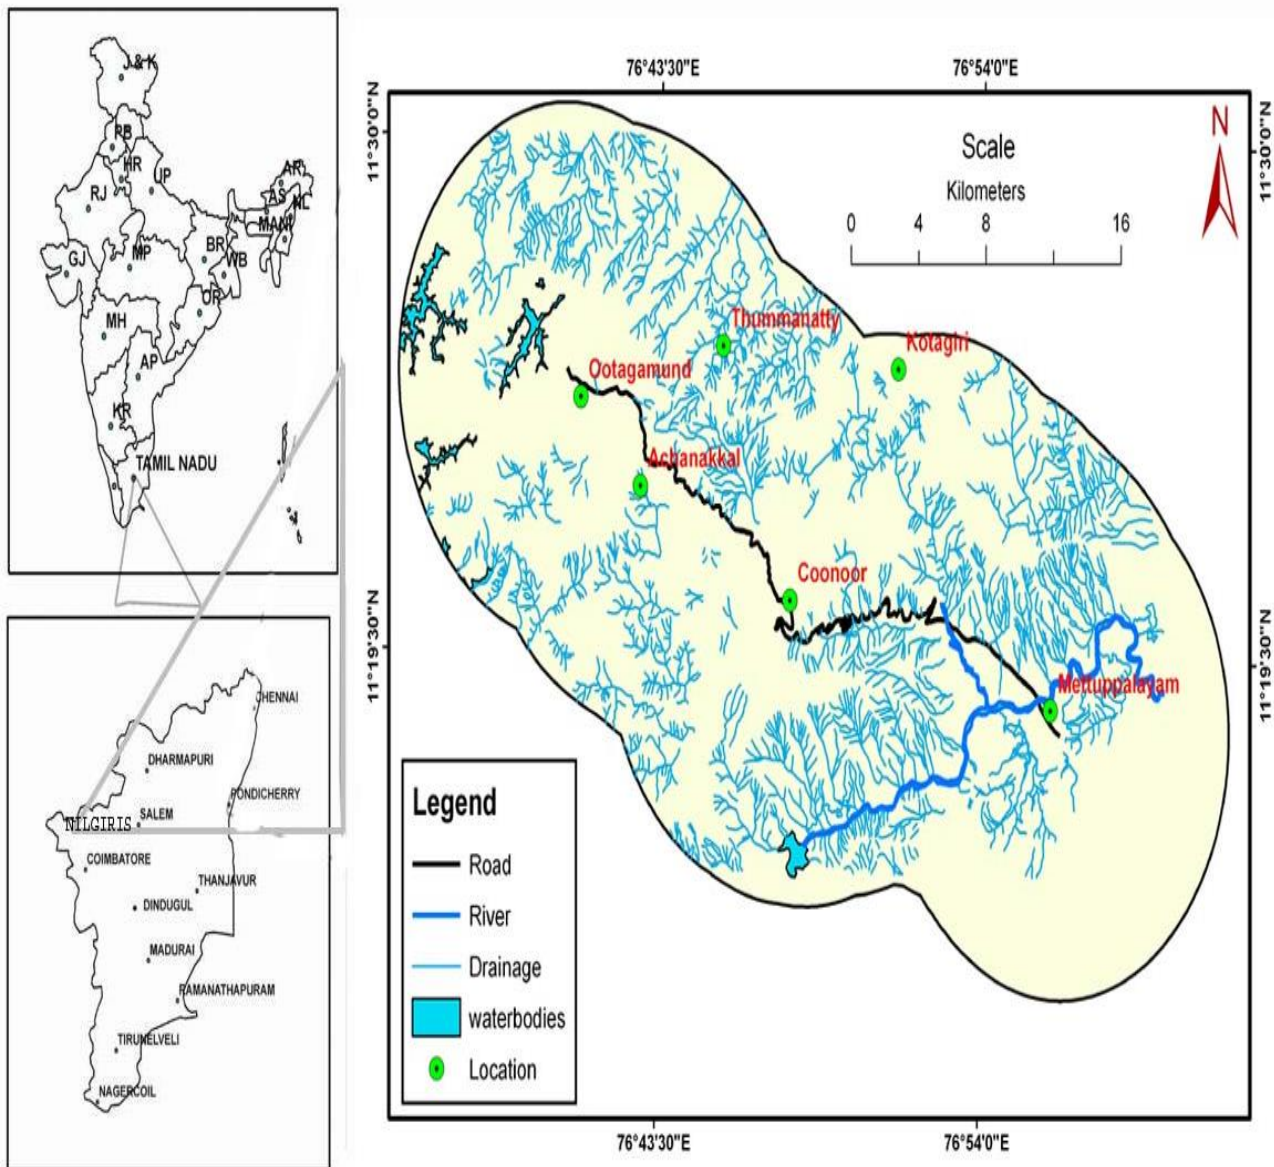 J & K
PB
HR
UP
RJ
AR
AS
NL
MANI
GJ
MP
BR
WB
OR
MH
AP
KR
TAMIL NADU
CHENNAI
DHARMAPURI
PONDICHERRY
SALEM
NILGIRIS
COIMBATORE
THANJAVUR
DINDUGUL
MADURAI
RAMANATHAPURAM
TIRUNELVELI
NAGERCOIL
76°43'30"E
76°54'0"E
11°30'0"N
11°30'0"N
N
Scale
Kilometers
0 4 8 16
Thummanatty
Kotagiri
Ootagamund
Achanakkal
Coonoor
11°19'30"N
11°19'30"N
Mettuppalayam
Legend
Road
River
Drainage
waterbodies
Location
76°43'30"E
76°54'0"E